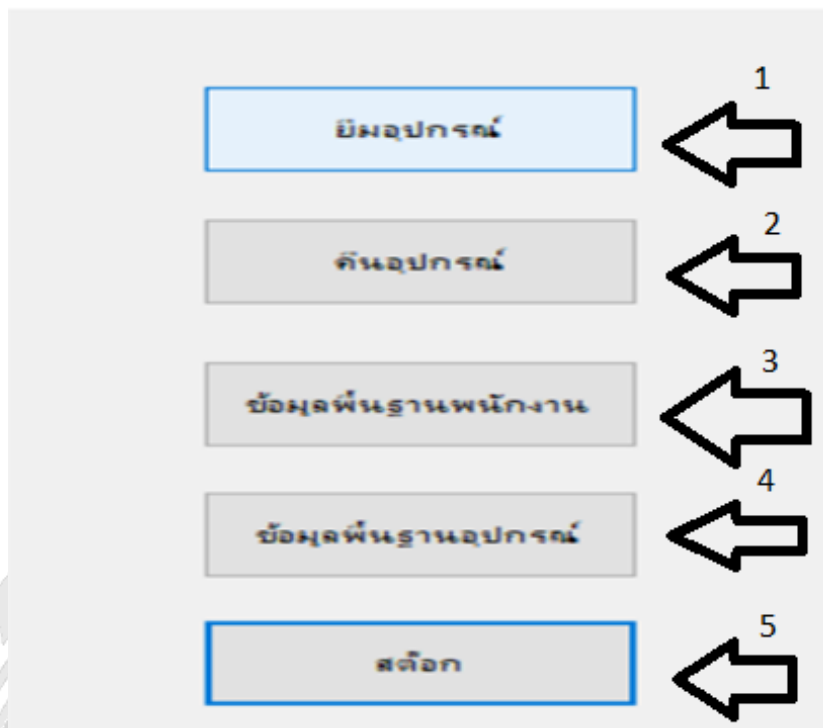 1
ยืมอุปกรณ์
2
คืนอุปกรณ์
3
ข้อมูลพื้นฐานพนักงาน
4
ข้อมูลพื้นฐานอุปกรณ์
5
สต๊อก